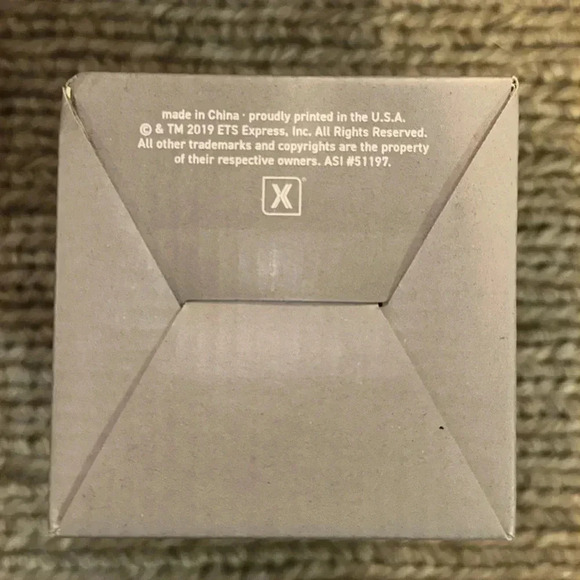 made in China · proudly printed in the U.S.A.
© & TM 2019 ETS Express, Inc. All Rights Reserved.
All other trademarks and copyrights are the property
of their respective owners. ASI #51197.
X